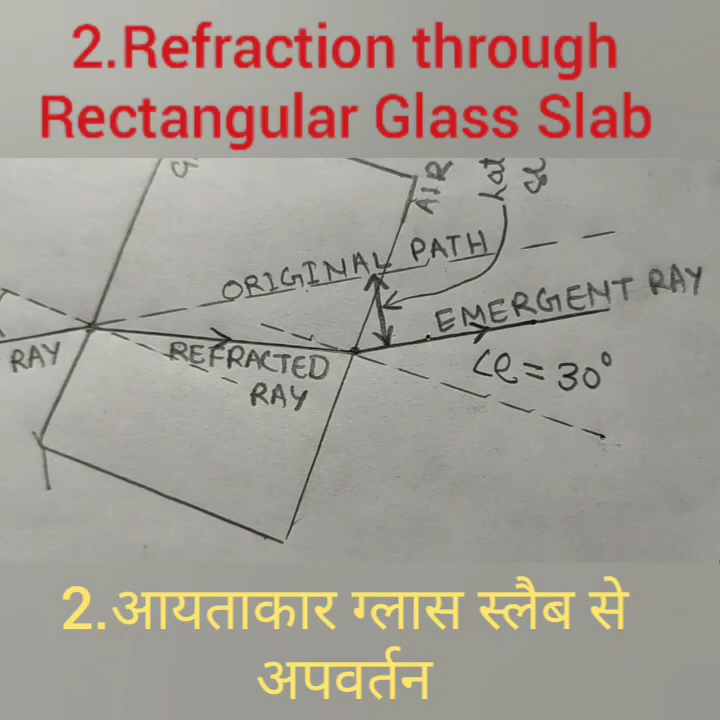 2.Refraction through
Rectangular Glass Slab
AIR
ORIGINAL PATH
EMERGENT RAY
RAY
REFRACTED
RAY
∠e = 30°
2.आयताकार ग्लास स्लैब से
अपवर्तन